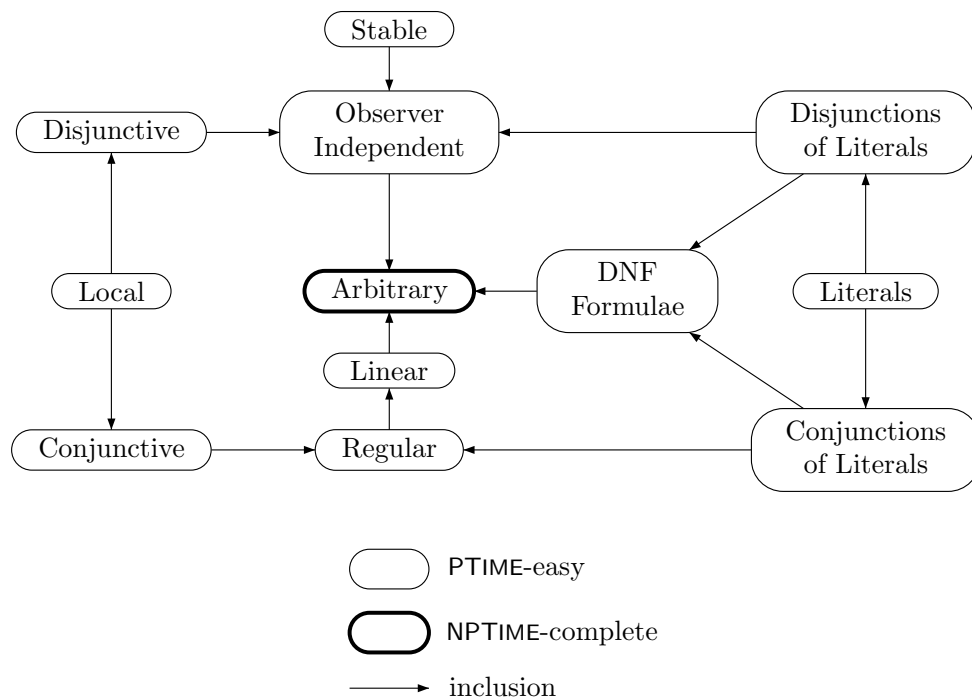 Stable
Observer
Independent
Disjunctive
Disjunctions
of Literals
Local
Arbitrary
DNF
Formulae
Literals
Linear
Conjunctive
Regular
Conjunctions
of Literals
PTIME-easy
NPTIME-complete
inclusion